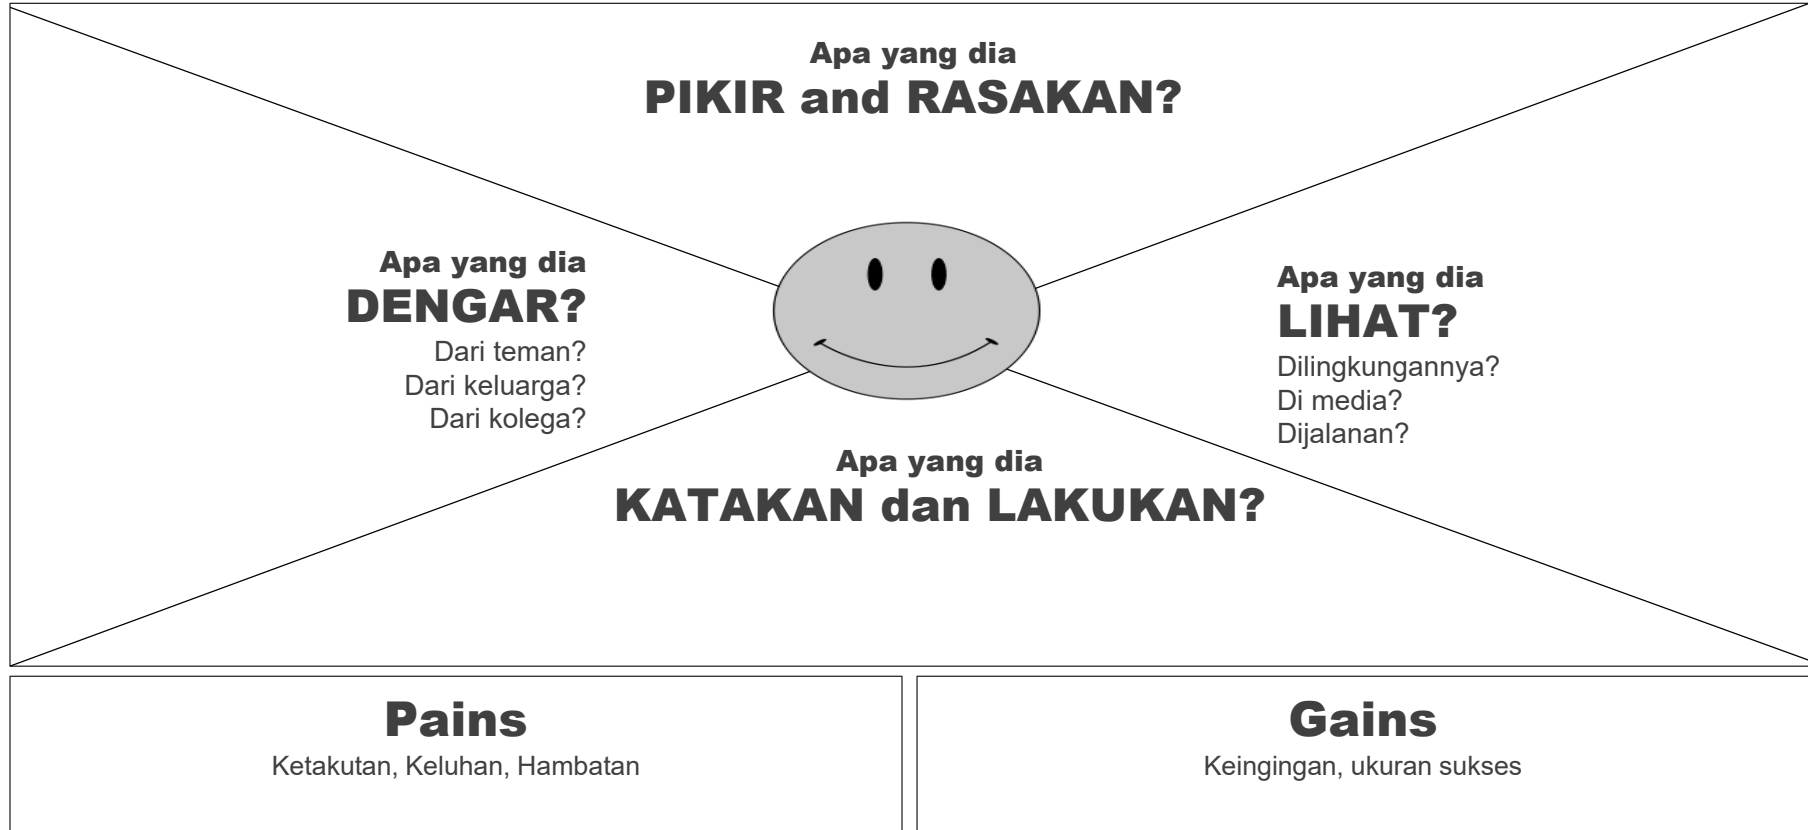 Apa yang dia
PIKIR and RASAKAN?
Apa yang dia
DENGAR?
Dari teman?
Dari keluarga?
Dari kolega?
Apa yang dia
LIHAT?
Dilingkungannya?
Di media?
Dijalanan?
Apa yang dia
KATAKAN dan LAKUKAN?
Pains
Ketakutan, Keluhan, Hambatan
Gains
Keingingan, ukuran sukses